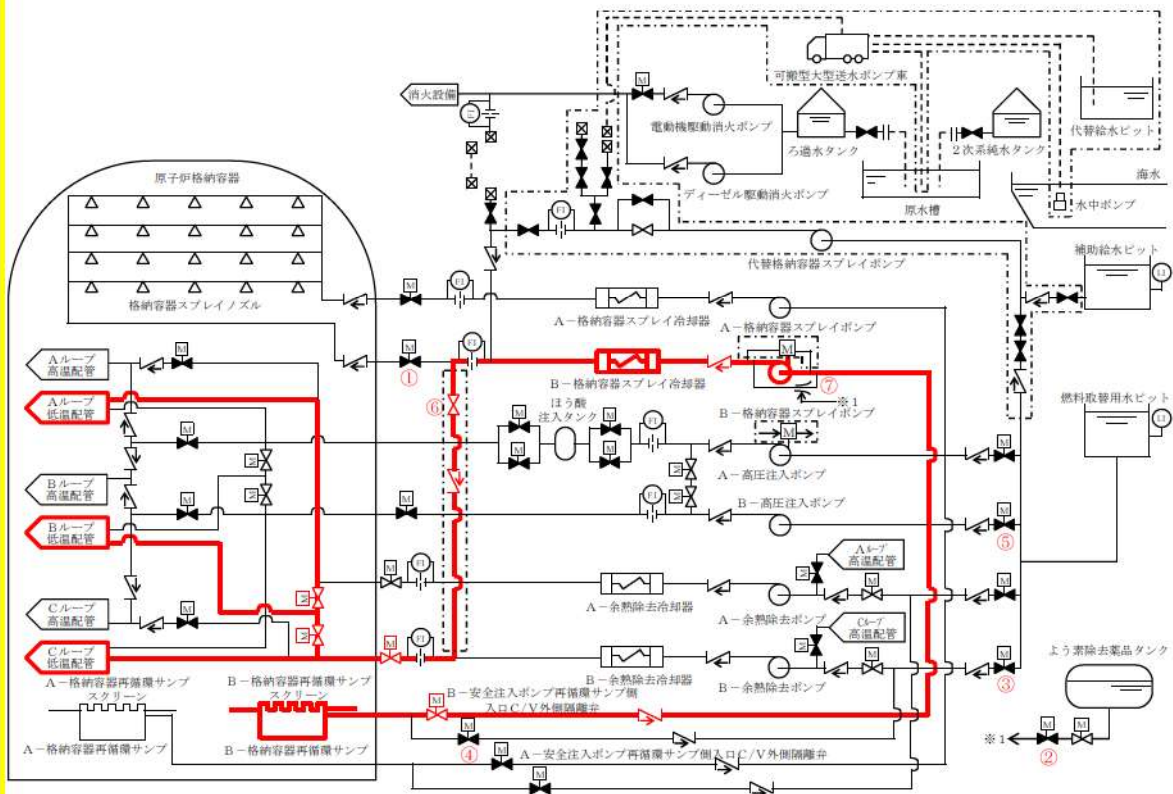 可搬型大型送水ポンプ車
消火設備
M
FI
電動機駆動消火ポンプ
ろ過水タンク
2次系純水タンク
代替給水ピット
ディーゼル駆動消火ポンプ
原水槽
海水
水中ポンプ
原子炉格納容器
FI
代替格納容器スプレイポンプ
補助給水ピット
LI
格納容器スプレイノズル
M
FI
A-格納容器スプレイ冷却器
A-格納容器スプレイポンプ
Aループ
高温配管
M
M
①
FI
B-格納容器スプレイ冷却器
M
⑦
※1
B-格納容器スプレイポンプ
Aループ
低温配管
⑥
ほう酸
注入タンク
M
M
M
M
FI
M
A-高圧注入ポンプ
M
燃料取替用水ピット
LI
M
M
M
Bループ
高温配管
M
M
M
M
FI
B-高圧注入ポンプ
M
⑤
Bループ
低温配管
M
FI
A-余熱除去冷却器
Aループ
高温配管
M
M
A-余熱除去ポンプ
M
Cループ
高温配管
M
M
M
Cループ
低温配管
M
FI
B-余熱除去冷却器
Cループ
高温配管
M
M
B-余熱除去ポンプ
M
③
よう素除去薬品タンク
A-格納容器再循環サンプ
スクリーン
B-格納容器再循環サンプ
スクリーン
M
B-安全注入ポンプ再循環サンプ側
入口C/V外側隔離弁
A-格納容器再循環サンプ
B-格納容器再循環サンプ
M
④
M
A-安全注入ポンプ再循環サンプ側入口C/V外側隔離弁
M
※1
M
M
②